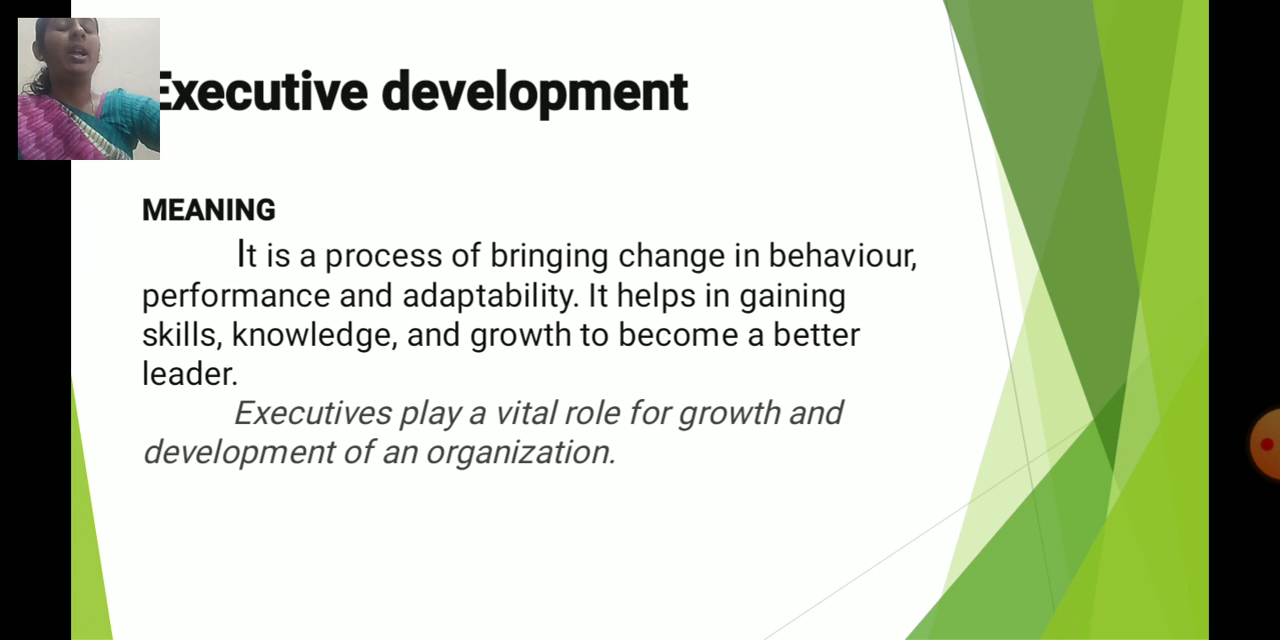 Executive development
MEANING
It is a process of bringing change in behaviour,
performance and adaptability. It helps in gaining
skills, knowledge, and growth to become a better
leader.
Executives play a vital role for growth and
development of an organization.